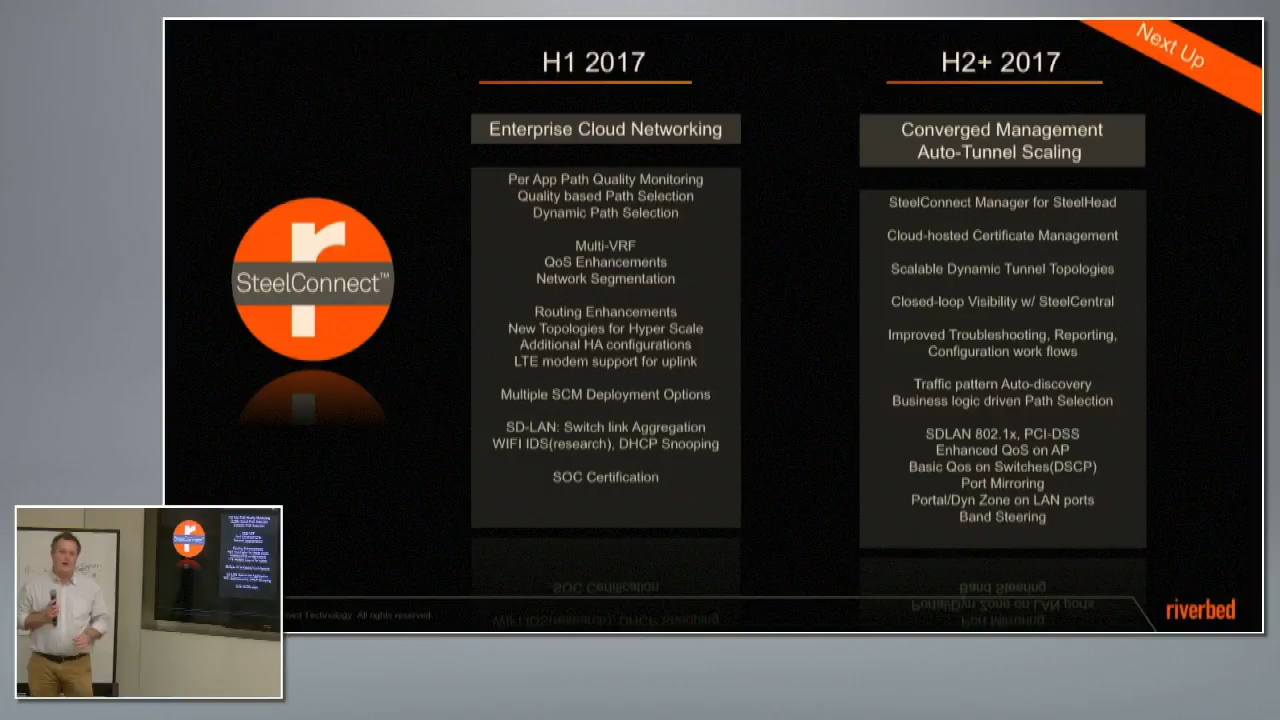 Next Up
H1 2017
H2+ 2017
Enterprise Cloud Networking
Per App Path Quality Monitoring
Quality based Path Selection
Dynamic Path Selection
Multi-VRF
QoS Enhancements
Network Segmentation
Routing Enhancements
New Topologies for Hyper Scale
Additional HA configurations
LTE modem support for uplink
Multiple SCM Deployment Options
SD-LAN: Switch link Aggregation
WIFI IDS(research), DHCP Snooping
SOC Certification
Converged Management
Auto-Tunnel Scaling
SteelConnect Manager for SteelHead
Cloud-hosted Certificate Management
Scalable Dynamic Tunnel Topologies
Closed-loop Visibility w/ SteelCentral
Improved Troubleshooting, Reporting,
Configuration work flows
Traffic pattern Auto-discovery
Business logic driven Path Selection
SDLAN 802.1x, PCI-DSS
Enhanced QoS on AP
Basic Qos on Switches(DSCP)
Port Mirroring
Portal/Dyn Zone on LAN ports
Band Steering
r
SteelConnect™
Technology. All rights reserved.
riverbed